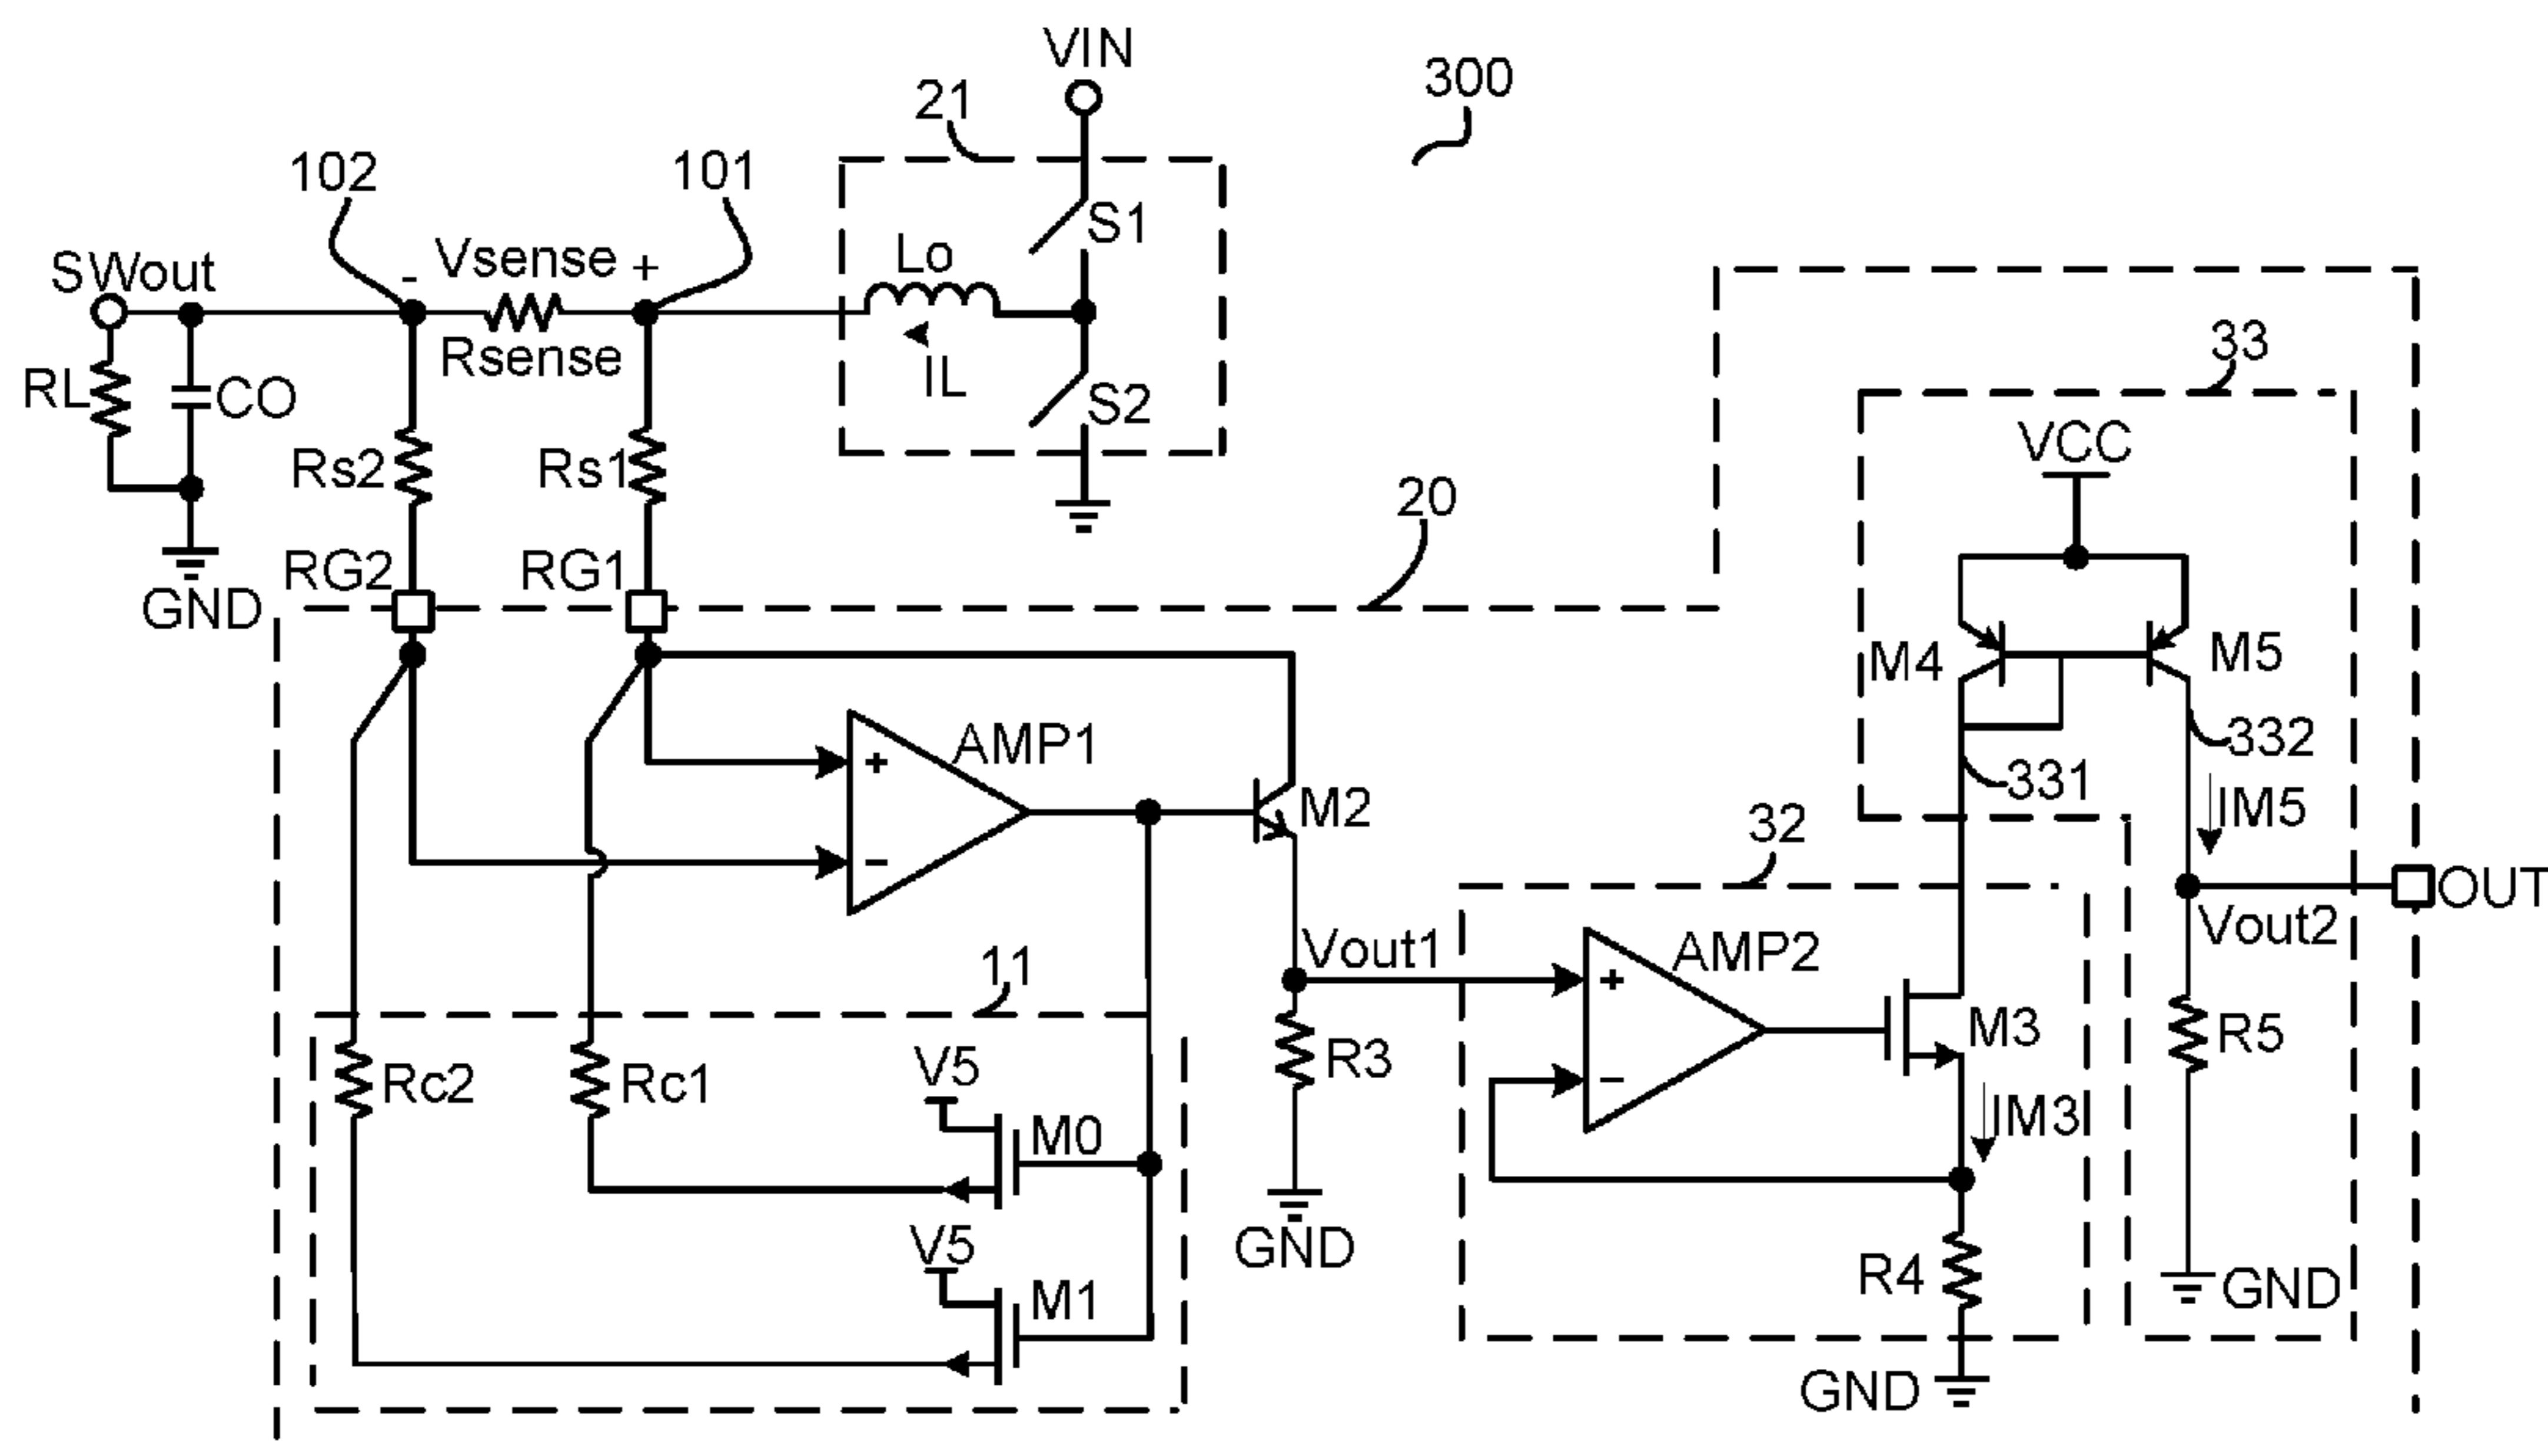 VIN
300
21
102
101
S1
SWout
-
Vsense
+
Lo
Rsense
IL
S2
RL
CO
Rs2
Rs1
33
VCC
20
RG2
RG1
GND
M4
M5
AMP1
+
-
M2
332
331
IM5
32
OUT
Vout1
Vout2
AMP2
+
-
11
M3
R5
R3
Rc2
Rc1
V5
M0
IM3
GND
V5
M1
R4
GND
GND